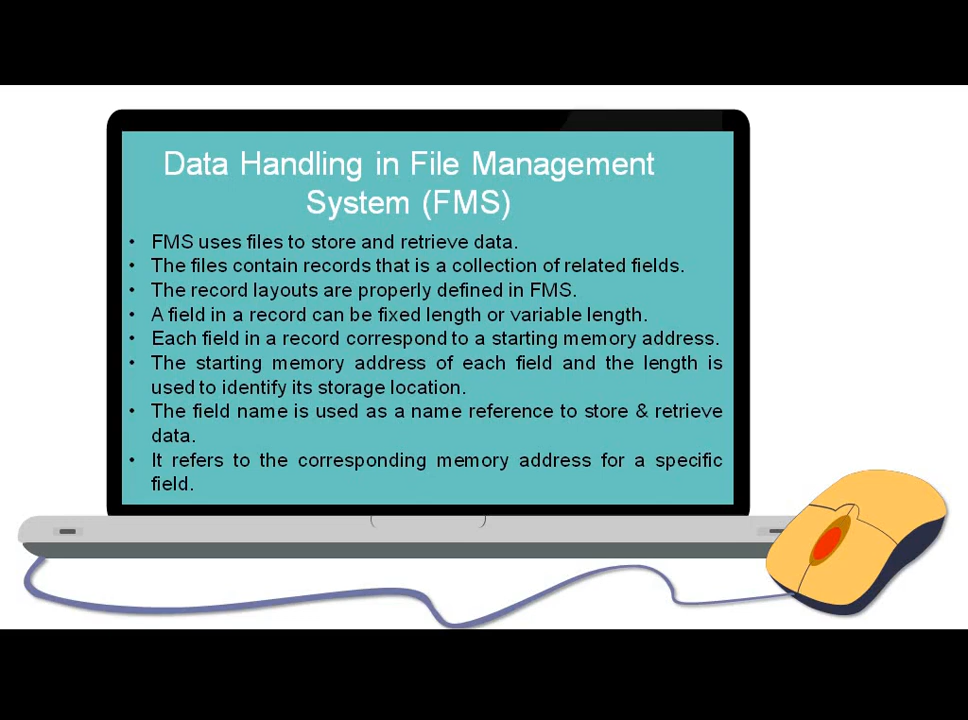 Data Handling in File Management
System (FMS)
• FMS uses files to store and retrieve data.
• The files contain records that is a collection of related fields.
• The record layouts are properly defined in FMS.
• A field in a record can be fixed length or variable length.
• Each field in a record correspond to a starting memory address.
• The starting memory address of each field and the length is
used to identify its storage location.
• The field name is used as a name reference to store & retrieve
data.
• It refers to the corresponding memory address for a specific
field.